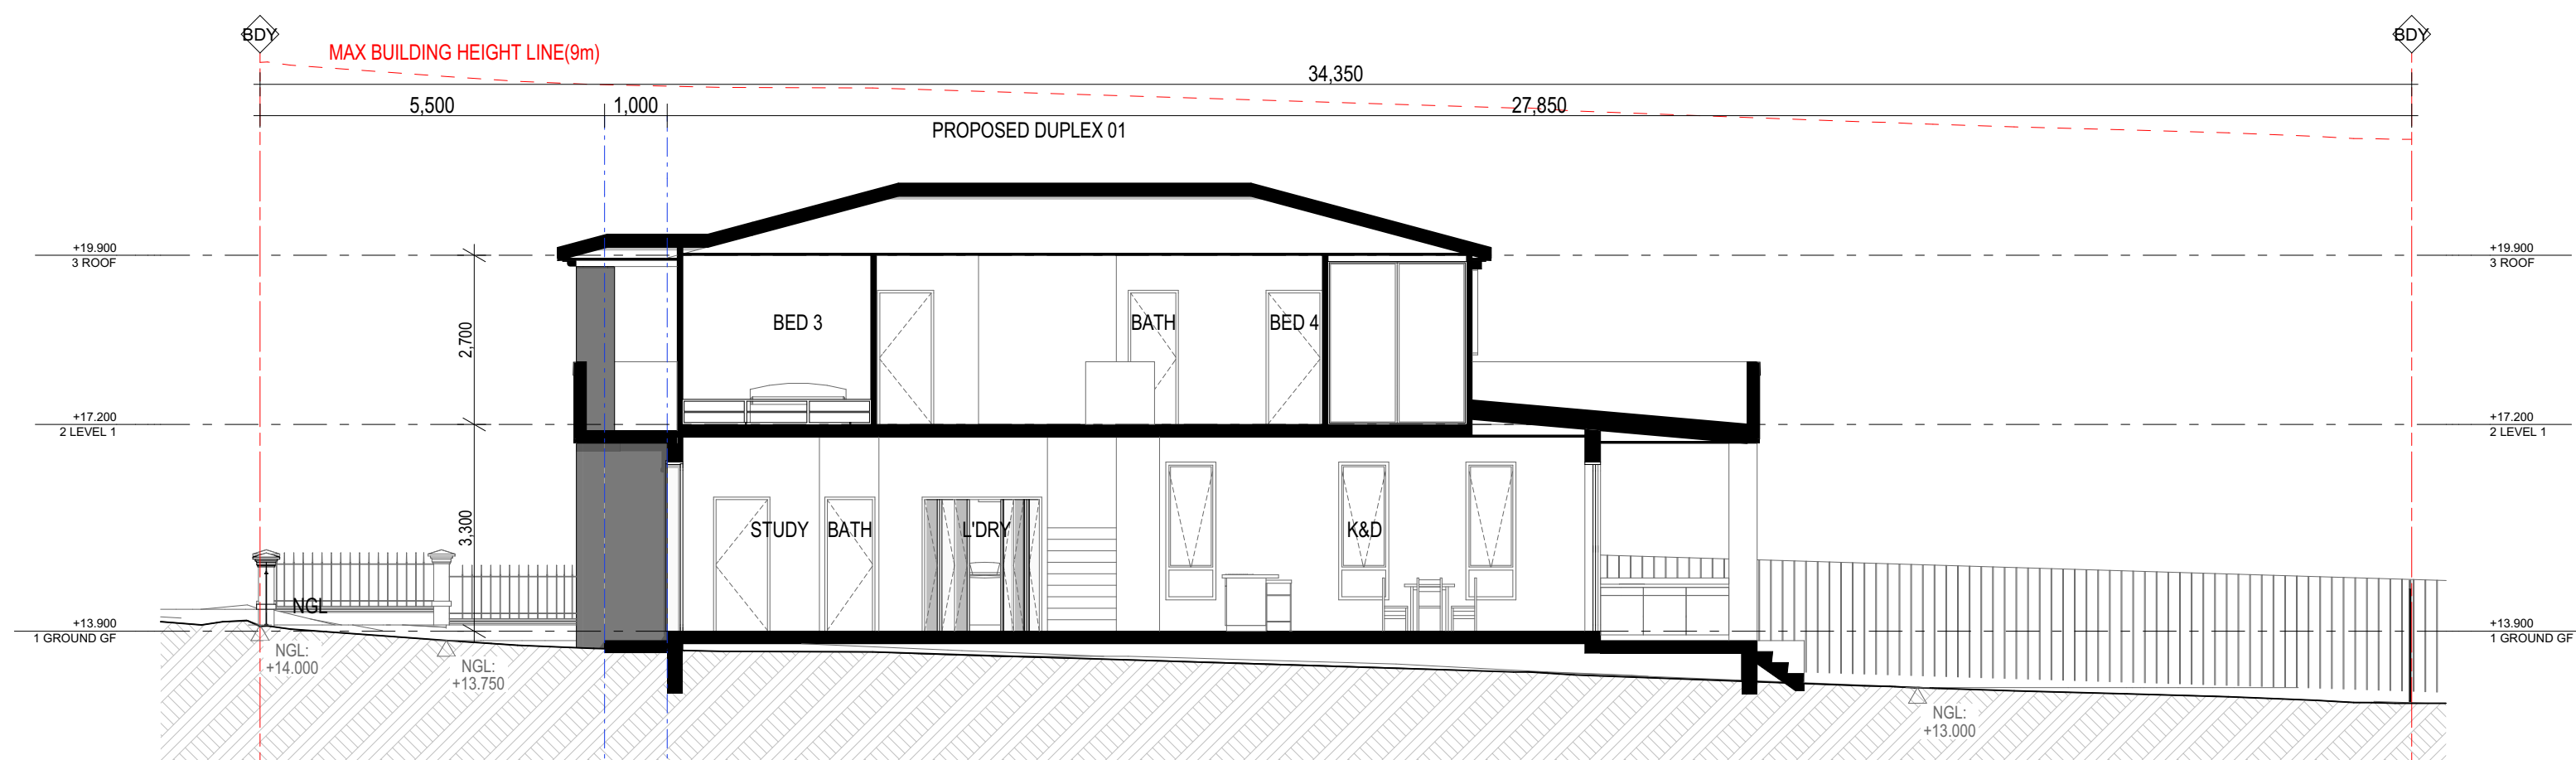 BDY
BDY
MAX BUILDING HEIGHT LINE(9m)
34,350
5,500
1,000
27,850
PROPOSED DUPLEX 01
+19.900
3 ROOF
+19.900
3 ROOF
2,700
BED 3
BATH
BED 4
+17.200
2 LEVEL 1
+17.200
2 LEVEL 1
3,300
STUDY
BATH
L'DRY
K&D
NGL
+13.900
1 GROUND GF
+13.900
1 GROUND GF
NGL:
+14.000
NGL:
+13.750
NGL:
+13.000